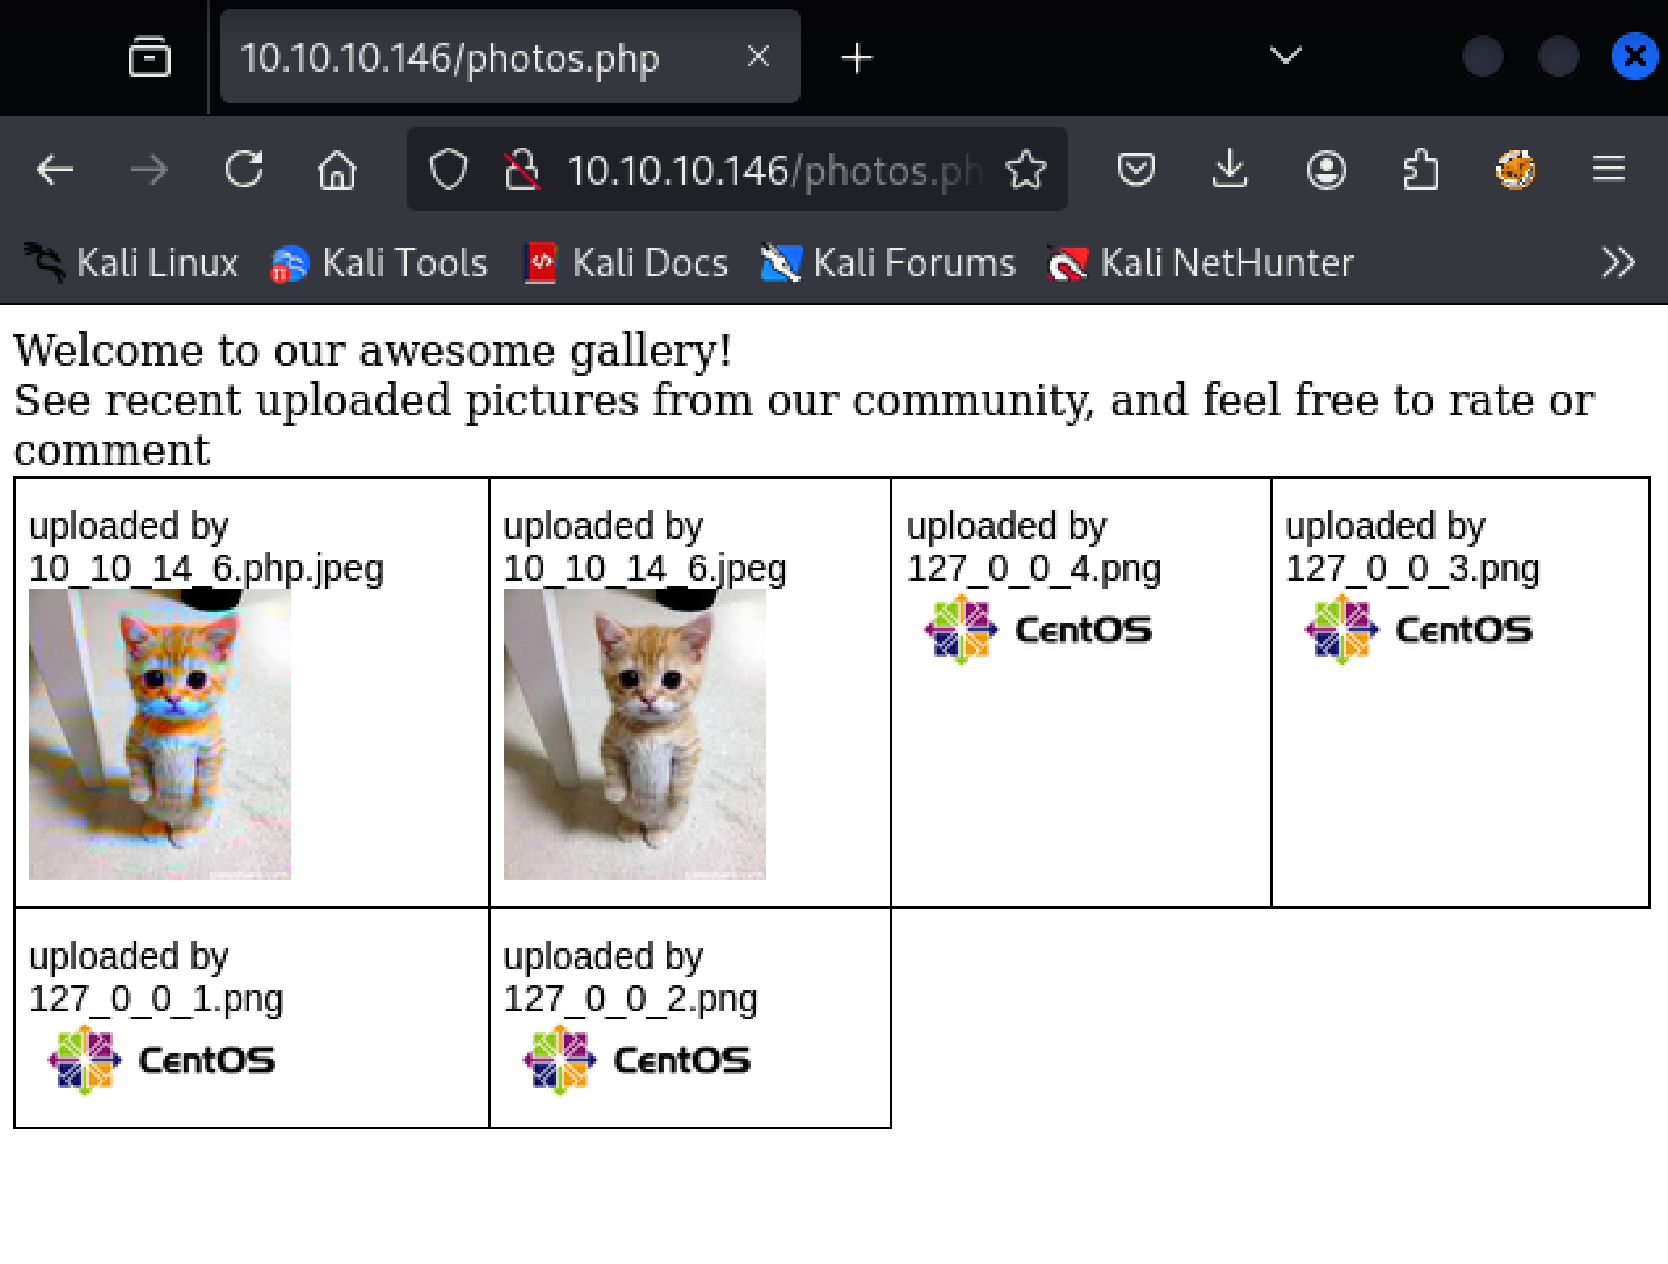 10.10.10.146/photos.php
10.10.10.146/photos.ph
Kali Linux
Kali Tools
Kali Docs
Kali Forums
Kali NetHunter
Welcome to our awesome gallery!
See recent uploaded pictures from our community, and feel free to rate or
comment
uploaded by
10_10_14_6.php.jpeg
uploaded by
10_10_14_6.jpeg
uploaded by
127_0_0_4.png
CentOS
uploaded by
127_0_0_3.png
CentOS
uploaded by
127_0_0_1.png
CentOS
uploaded by
127_0_0_2.png
CentOS